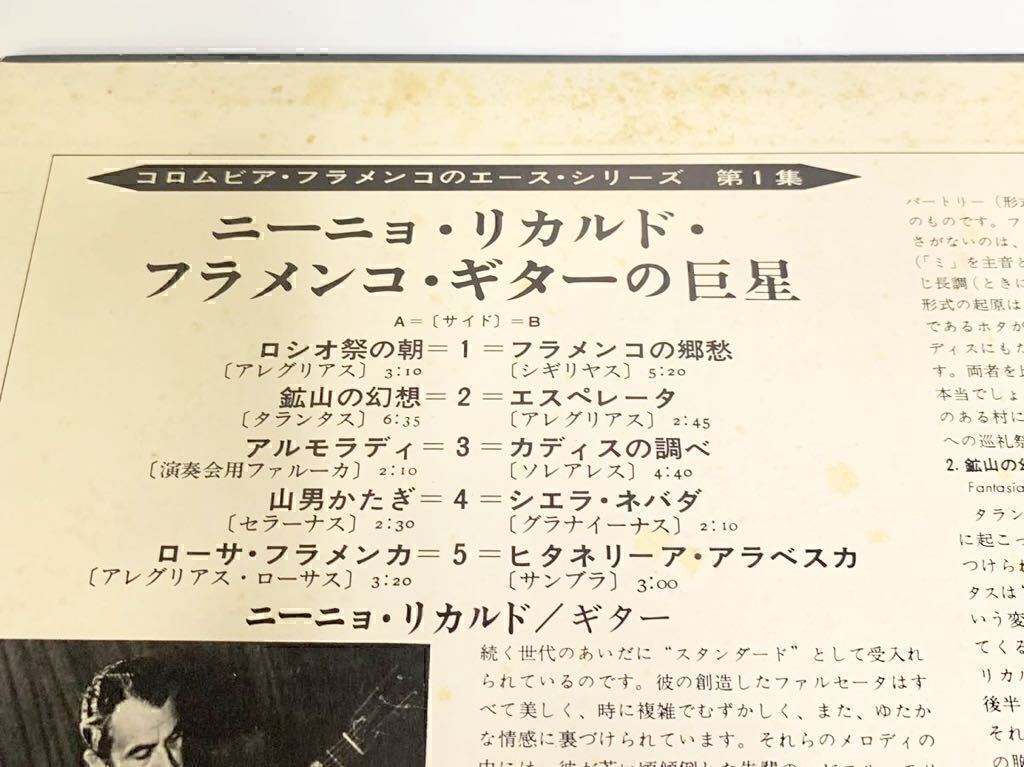 コロムビア・フラメンコのエース・シリーズ 第1集
ニーニョ・リカルド・
フラメンコ・ギターの巨星
A＝〔サイド〕＝B
ロシオ祭の朝＝1＝フラメンコの郷愁
〔アレグリアス〕3:10 〔シギリヤス〕5:20
鉱山の幻想＝2＝エスペレータ
〔タランタス〕6:35 〔アレグリアス〕2:45
アルモラディ＝3＝カディスの調べ
〔演奏会用ファルーカ〕2:10 〔ソレアレス〕4:40
山男かたぎ＝4＝シエラ・ネバダ
〔セラーナス〕2:30 〔グラナイーナス〕2:10
ローサ・フラメンカ＝5＝ヒタネリーア・アラベスカ
〔アレグリアス・ローサス〕3:20 〔サンブラ〕3:00
ニーニョ・リカルド／ギター
続く世代のあいだに“スタンダード”として受入れ
られているのです。彼の創造したファルセータはす
べて美しく、時に複雑でむずかしく、また、ゆたか
な情感に裏づけられています。それらのメロディの
中には、彼が若い頃傾倒した先輩の
パートリー（形式
のものです。フ
さがないのは、
（「ミ」を主音と
じ長調（ときに
形式の起原は
であるホタが
ディスにもた
す。両者を比
本当でしょ
のある村に
への巡礼祭
2. 鉱山の幻
Fantasia
タラン
に起こっ
つけられ
タスは
いう変
てくる
リカル
後半
それ
の胸